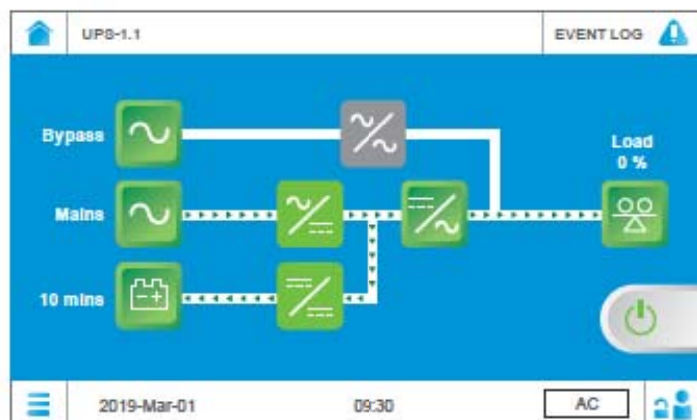 UPS-1.1 EVENT LOG
Bypass
Load
0 %
Mains
10 mins
2019-Mar-01 09:30 AC